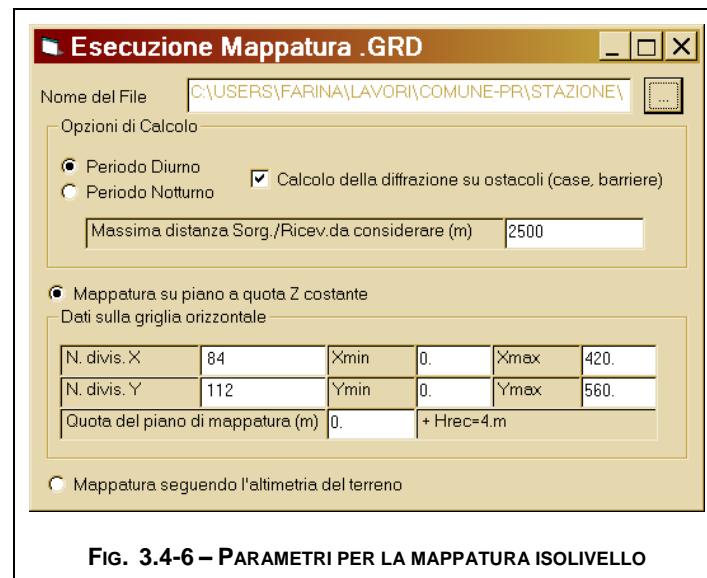 Esecuzione Mappatura .GRD
Nome del File C:\USERS\FARINA\LAVORI\COMUNE-PR\STAZIONE\ ...
Opzioni di Calcolo
Periodo Diurno
Periodo Notturno
Calcolo della diffrazione su ostacoli (case, barriere)
Massima distanza Sorg./Ricev.da considerare (m) 2500
Mappatura su piano a quota Z costante
Dati sulla griglia orizzontale
N. divis. X 84 Xmin 0. Xmax 420.
N. divis. Y 112 Ymin 0. Ymax 560.
Quota del piano di mappatura (m) 0. + Hrec=4.m
Mappatura seguendo l'altimetria del terreno
FIG. 3.4-6 – PARAMETRI PER LA MAPPATURA ISOLIVELLO